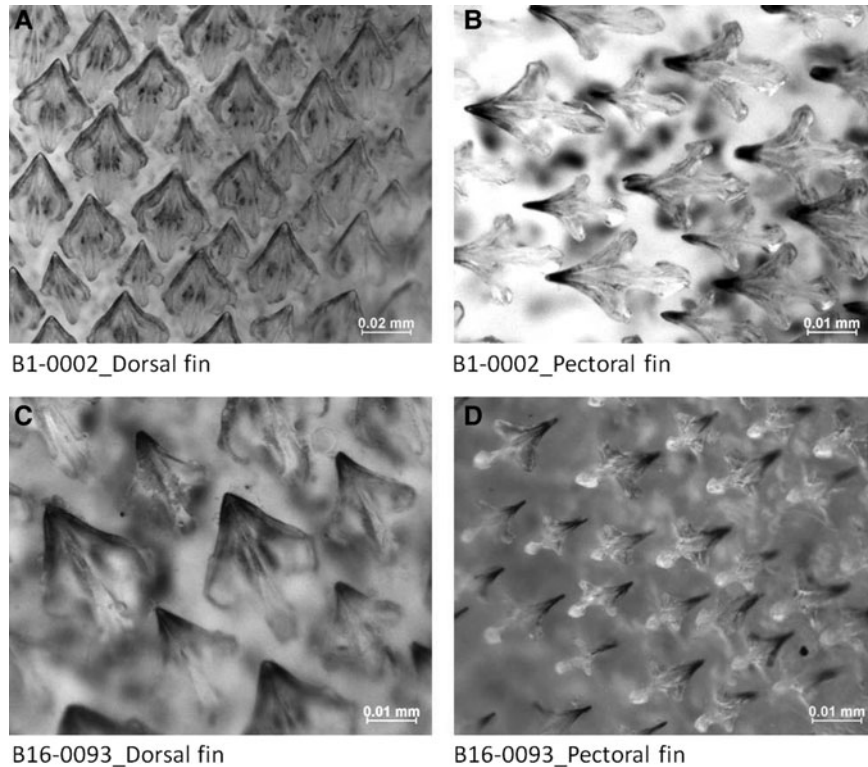 A
B
0.02 mm
0.01 mm
B1-0002_Dorsal fin
B1-0002_Pectoral fin
C
D
0.01 mm
0.01 mm
B16-0093_Dorsal fin
B16-0093_Pectoral fin